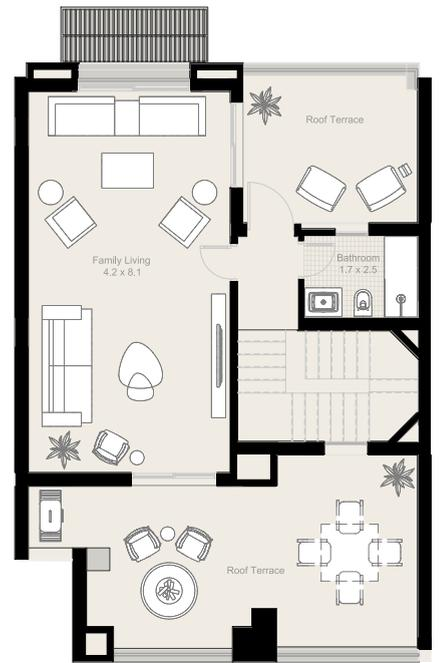 Roof Terrace
Family Living
4.2 x 8.1
Bathroom
1.7 x 2.5
Roof Terrace